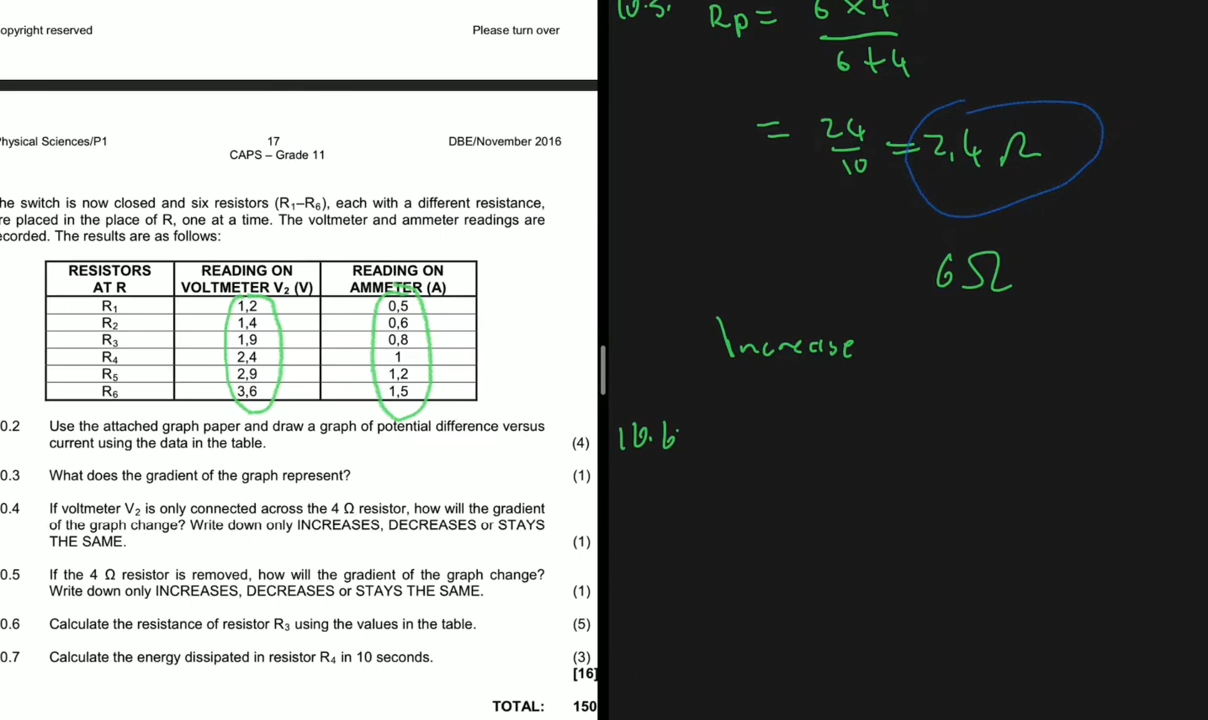 opyright reserved
Please turn over
hysical Sciences/P1
17
DBE/November 2016
CAPS – Grade 11
he switch is now closed and six resistors (R₁–R₆), each with a different resistance,
re placed in the place of R, one at a time. The voltmeter and ammeter readings are
ecorded. The results are as follows:
RESISTORS AT R | READING ON VOLTMETER V₂ (V) | READING ON AMMETER (A)
R₁ 1,2 0,5
R₂ 1,4 0,6
R₃ 1,9 0,8
R₄ 2,4 1
R₅ 2,9 1,2
R₆ 3,6 1,5
0.2 Use the attached graph paper and draw a graph of potential difference versus
current using the data in the table. (4)
0.3 What does the gradient of the graph represent? (1)
0.4 If voltmeter V₂ is only connected across the 4 Ω resistor, how will the gradient
of the graph change? Write down only INCREASES, DECREASES or STAYS
THE SAME. (1)
0.5 If the 4 Ω resistor is removed, how will the gradient of the graph change?
Write down only INCREASES, DECREASES or STAYS THE SAME. (1)
0.6 Calculate the resistance of resistor R₃ using the values in the table. (5)
0.7 Calculate the energy dissipated in resistor R₄ in 10 seconds. (3)
[16]
TOTAL: 150
10.5. Rp = 6 × 4
6 + 4
= 24 = 2,4 Ω
10
6 Ω
Increase
10.6